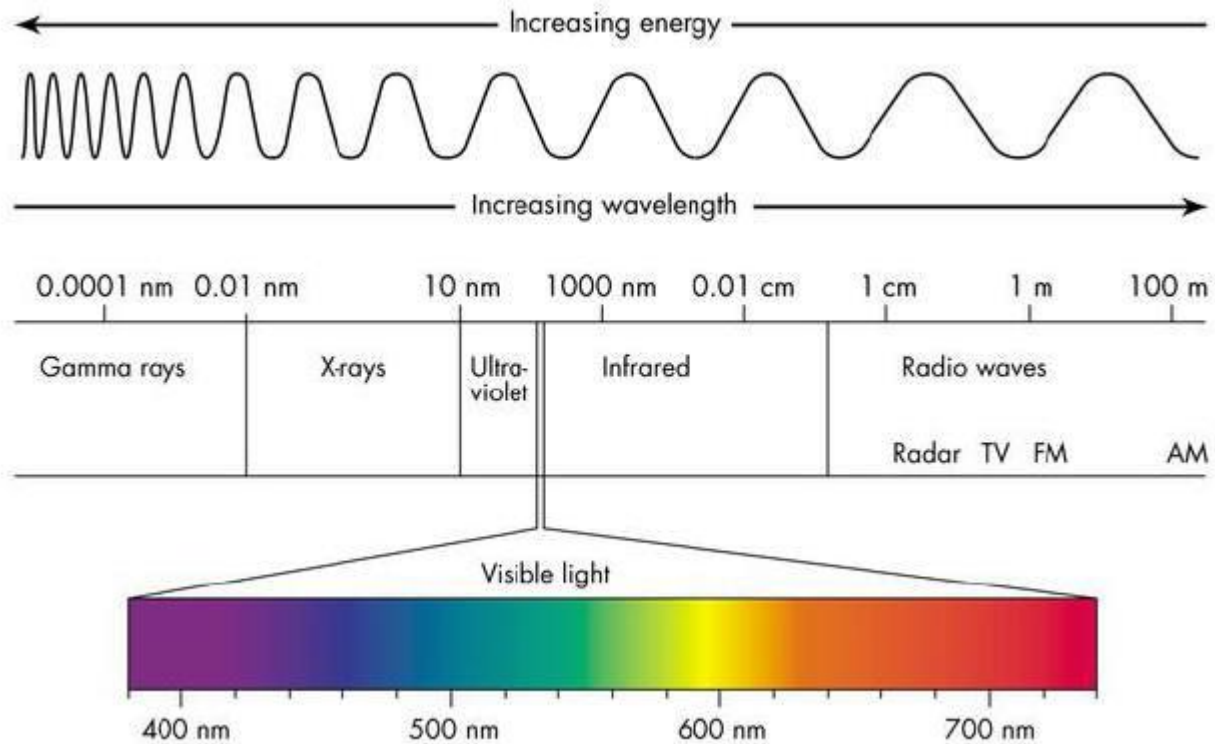 Increasing energy
Increasing wavelength
0.0001 nm 0.01 nm 10 nm 1000 nm 0.01 cm 1 cm 1 m 100 m
Gamma rays X-rays Ultra- Infrared Radio waves
violet
Radar TV FM AM
Visible light
400 nm 500 nm 600 nm 700 nm